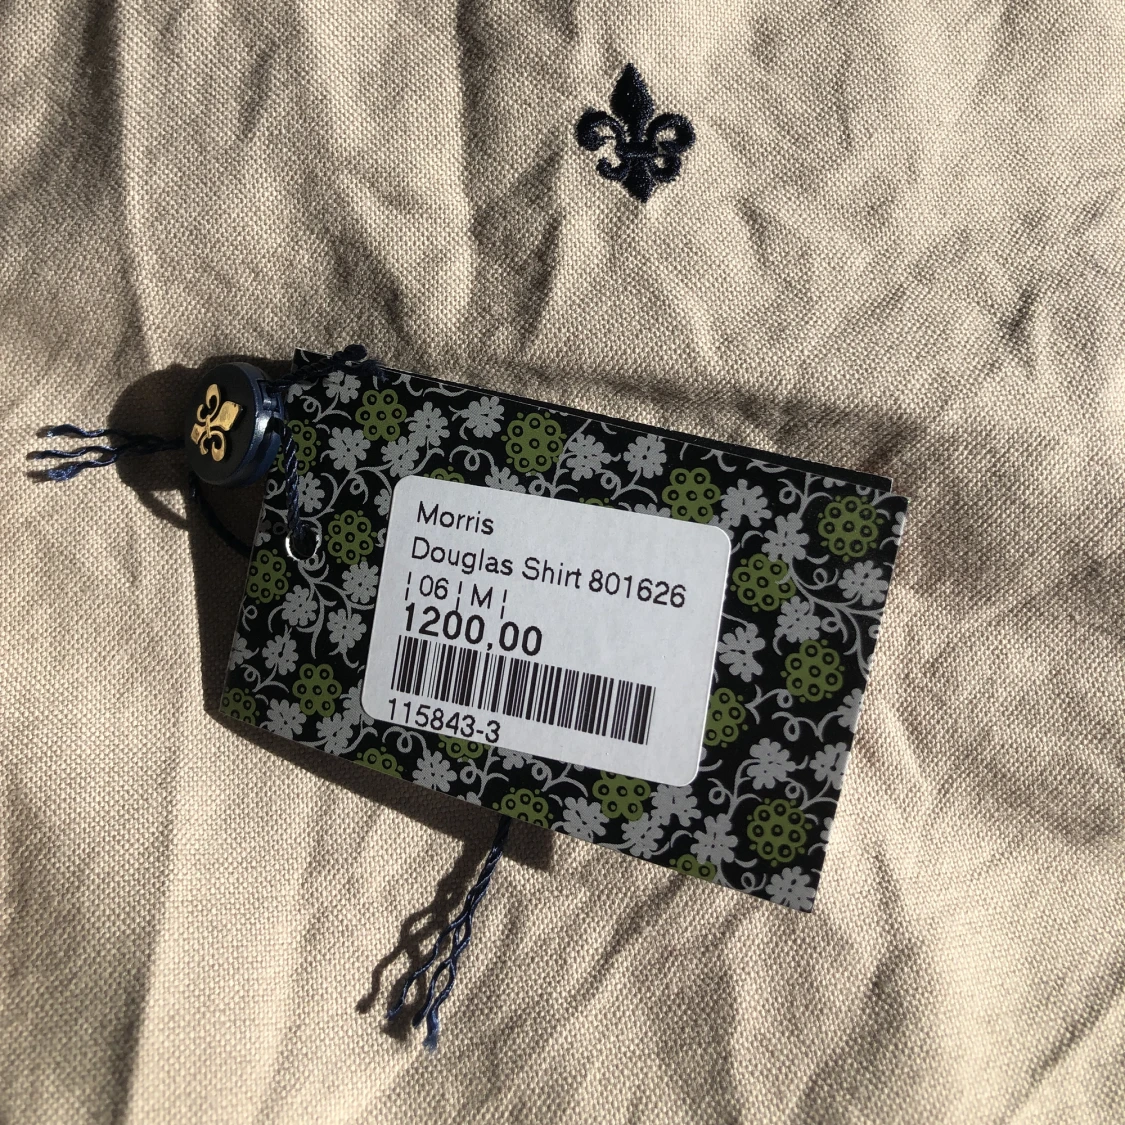 Morris
Douglas Shirt 801626
¦ 06 ¦ M ¦
1200,00
115843-3